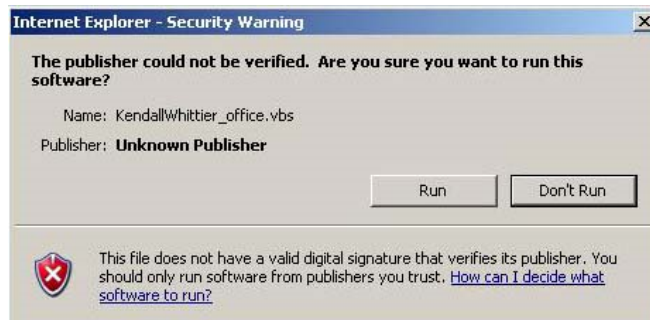 Internet Explorer - Security Warning
The publisher could not be verified.  Are you sure you want to run this
software?
Name: KendallWhittier_office.vbs
Publisher: Unknown Publisher
Run
Don't Run
This file does not have a valid digital signature that verifies its publisher. You
should only run software from publishers you trust. How can I decide what
software to run?